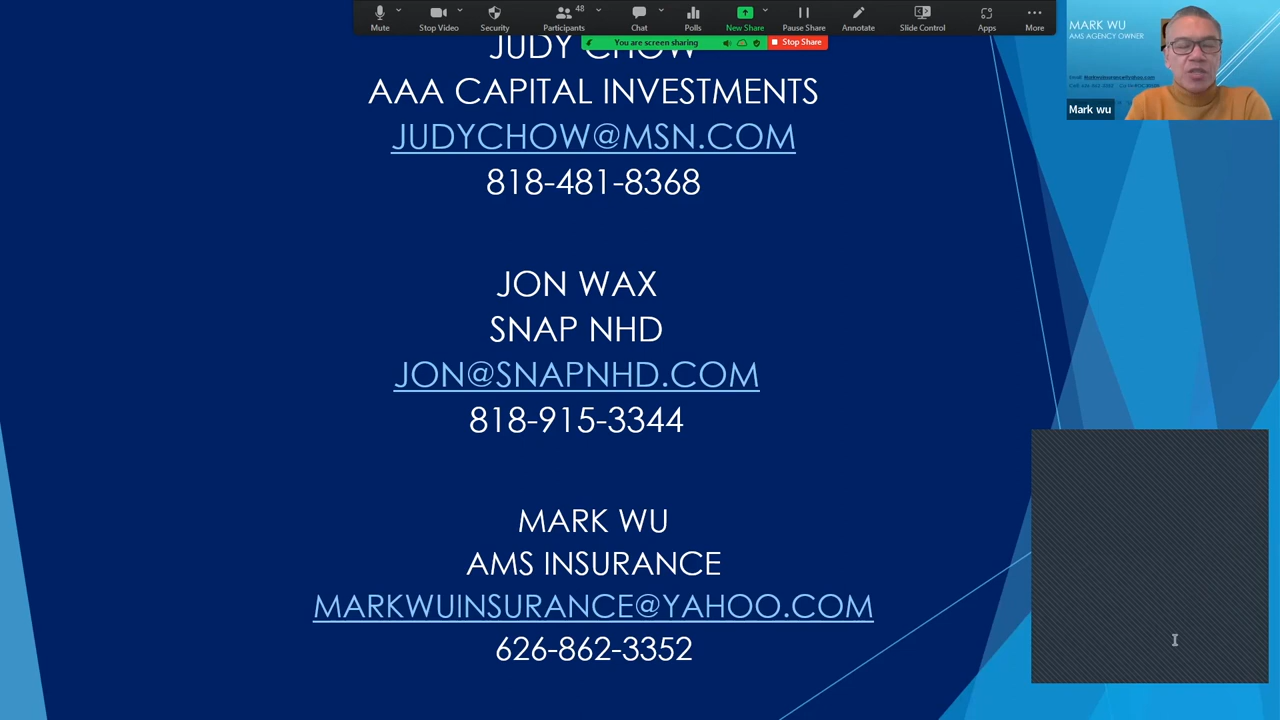 Mute
Stop Video
Security
48
Participants
Chat
Polls
New Share
Pause Share
Annotate
Slide Control
Apps
More
You are screen sharing
Stop Share
MARK WU
AMS AGENCY OWNER
Mark wu
JUDY CHOW
AAA CAPITAL INVESTMENTS
JUDYCHOW@MSN.COM
818-481-8368
JON WAX
SNAP NHD
JON@SNAPNHD.COM
818-915-3344
MARK WU
AMS INSURANCE
MARKWUINSURANCE@YAHOO.COM
626-862-3352